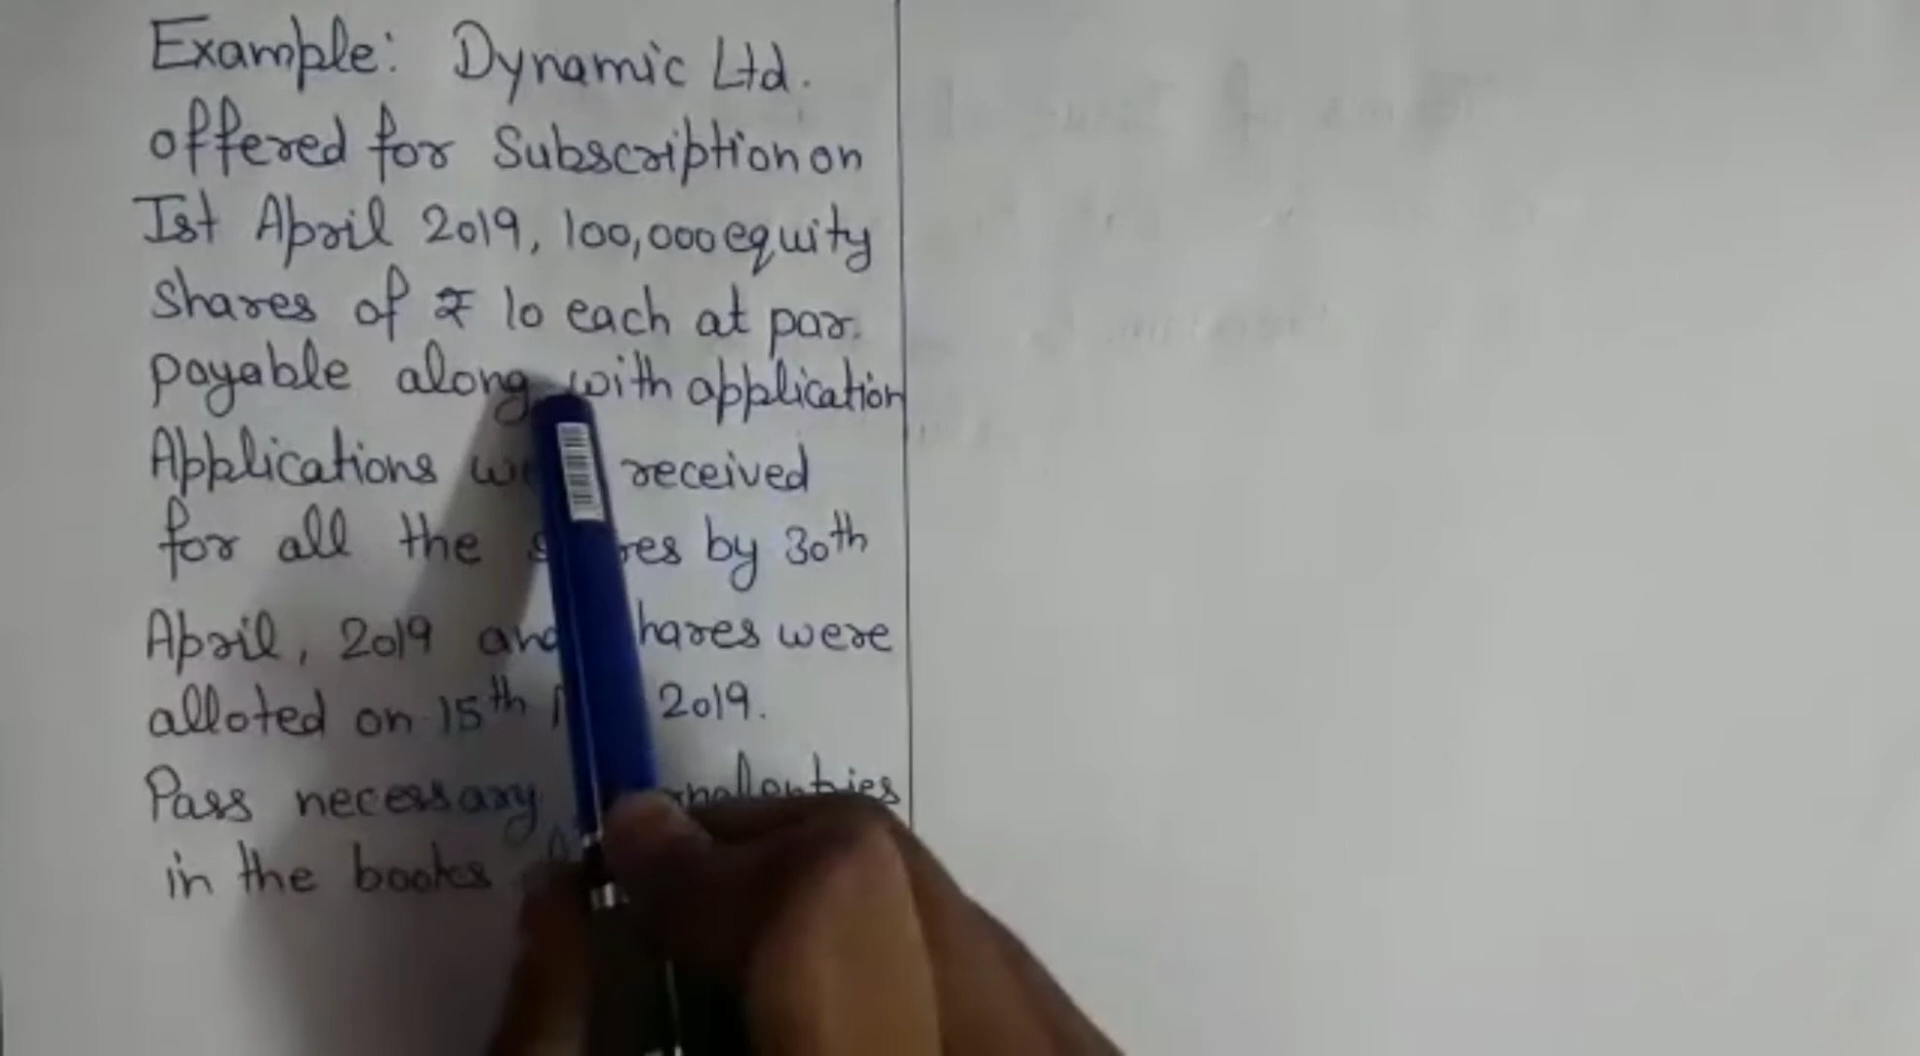 Example: Dynamic Ltd.
offered for Subscription on
Ist April 2019, 100,000 equity
Shares of ₹ 10 each at par.
payable along with application
Applications received
for all the by 30th
April, 2019 and shares were
alloted on 15th 2019.
Pass necessary
in the books